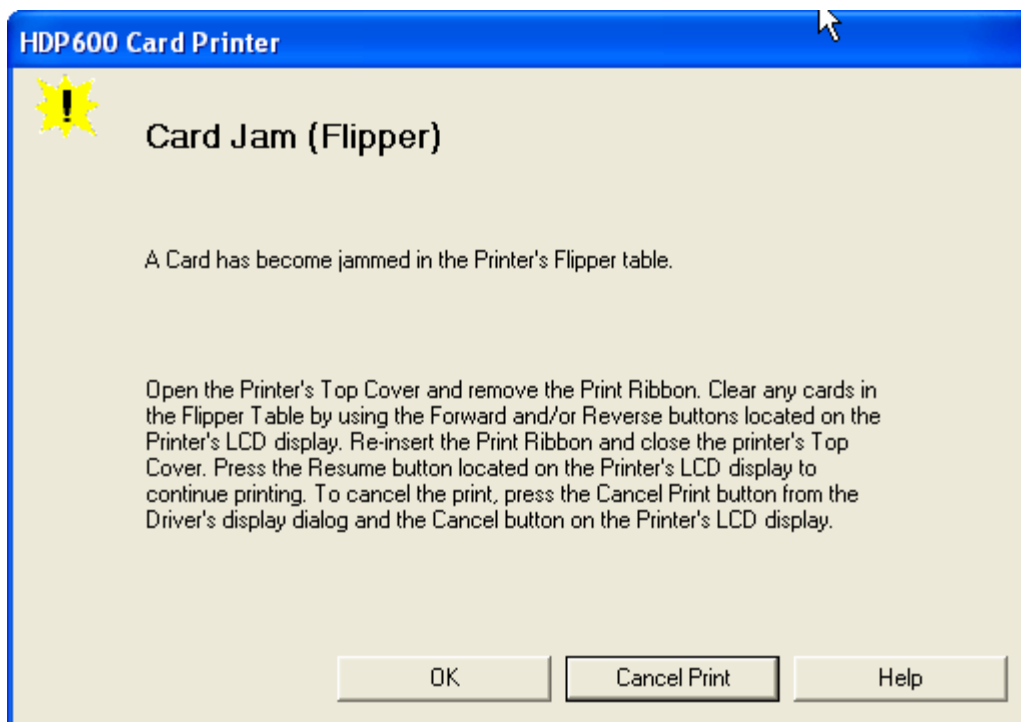 HDP600 Card Printer
Card Jam (Flipper)
A Card has become jammed in the Printer's Flipper table.
Open the Printer's Top Cover and remove the Print Ribbon. Clear any cards in
the Flipper Table by using the Forward and/or Reverse buttons located on the
Printer's LCD display. Re-insert the Print Ribbon and close the printer's Top
Cover. Press the Resume button located on the Printer's LCD display to
continue printing. To cancel the print, press the Cancel Print button from the
Driver's display dialog and the Cancel button on the Printer's LCD display.
OK Cancel Print Help